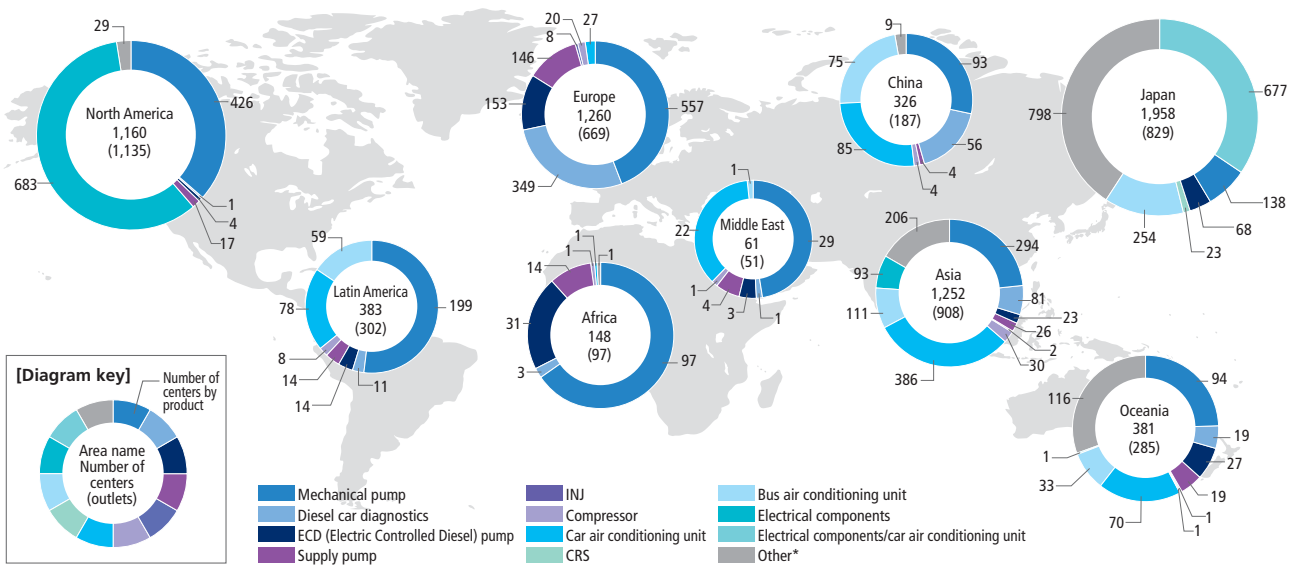 29
426
1
4
17
683
North America
1,160
(1,135)
20
27
8
146
153
349
557
Europe
1,260
(669)
9
75
93
85
56
4
4
China
326
(187)
798
677
138
68
23
254
Japan
1,958
(829)
1
22
29
1
4
3
1
Middle East
61
(51)
59
78
199
8
14
14
11
Latin America
383
(302)
1
1
1
14
31
3
97
Africa
148
(97)
206
294
93
81
111
23
26
2
30
386
Asia
1,252
(908)
116
94
19
27
19
1
1
70
33
1
Oceania
381
(285)
[Diagram key]
Number of
centers by
product
Area name
Number of
centers
(outlets)
Mechanical pump
Diesel car diagnostics
ECD (Electric Controlled Diesel) pump
Supply pump
INJ
Compressor
Car air conditioning unit
CRS
Bus air conditioning unit
Electrical components
Electrical components/car air conditioning unit
Other*